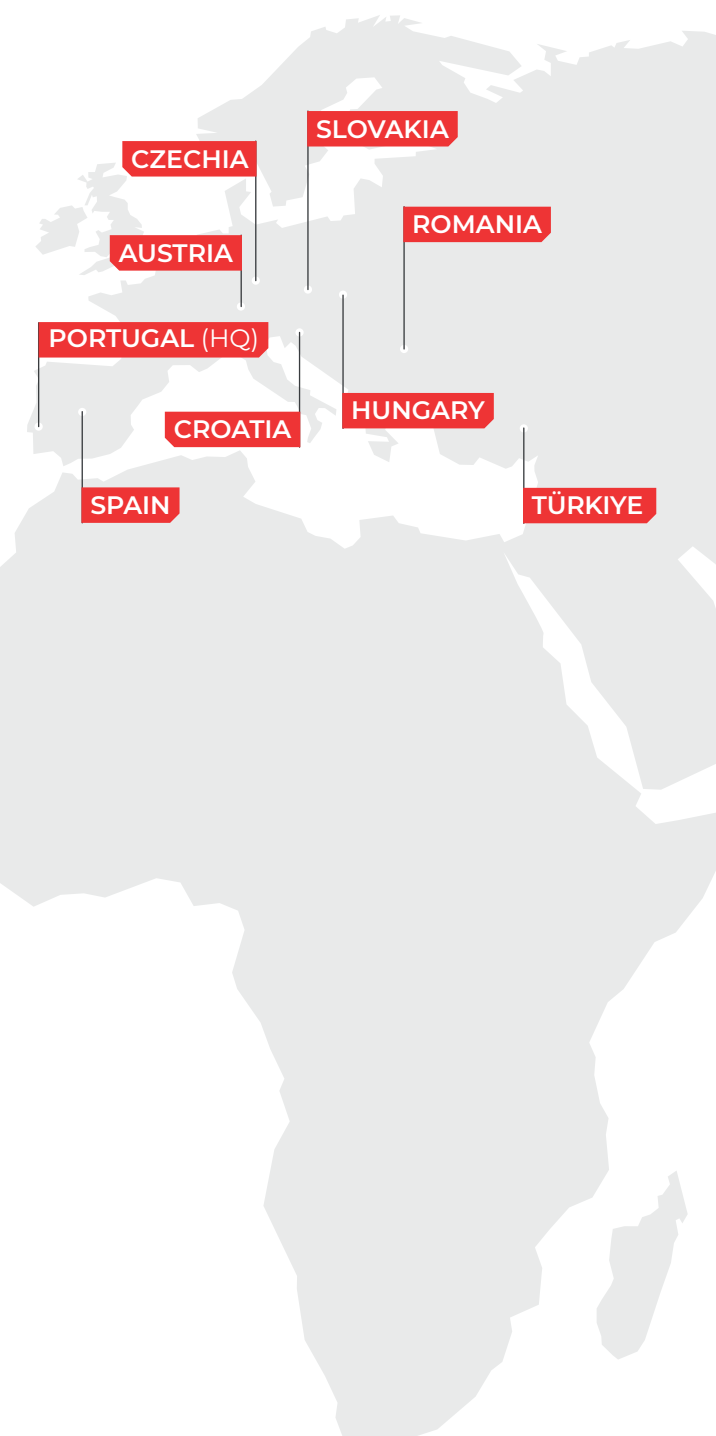 SLOVAKIA
CZECHIA
ROMANIA
AUSTRIA
PORTUGAL (HQ)
HUNGARY
CROATIA
SPAIN
TÜRKIYE